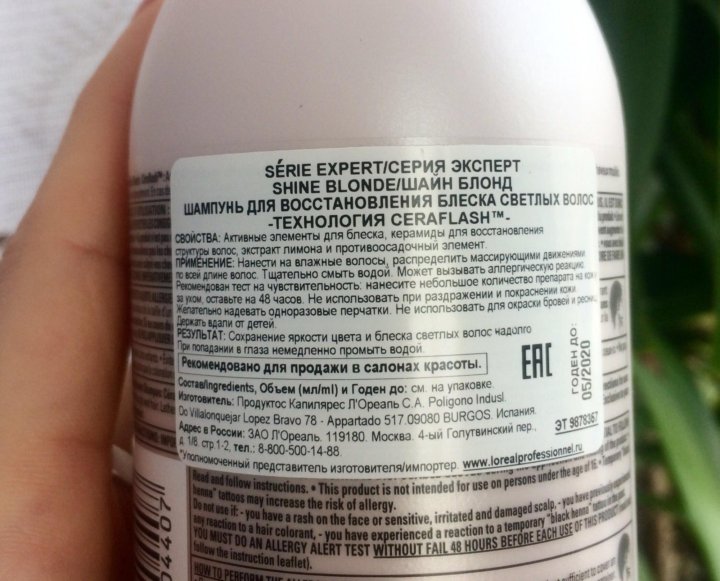 SÉRIE EXPERT/СЕРИЯ ЭКСПЕРТ
SHINE BLONDE/ШАЙН БЛОНД
ШАМПУНЬ ДЛЯ ВОССТАНОВЛЕНИЯ БЛЕСКА СВЕТЛЫХ ВОЛОС
-ТЕХНОЛОГИЯ CERAFLASH™-
СВОЙСТВА: Активные элементы для блеска, керамиды для восстановления
структуры волос, экстракт лимона и противоосадочный элемент.
ПРИМЕНЕНИЕ: Нанести на влажные волосы, распределить массирующими движениями
по всей длине волос. Тщательно смыть водой. Может вызывать аллергическую реакцию.
Рекомендован тест на чувствительность: нанесите небольшое количество препарата на кожу
за ухом, оставьте на 48 часов. Не использовать при раздражении и покраснении кожи.
Желательно надевать одноразовые перчатки. Не использовать для окраски бровей и ресниц.
Держать вдали от детей.
РЕЗУЛЬТАТ: Сохранение яркости цвета и блеска светлых волос надолго
При попадании в глаза немедленно промыть водой.
Рекомендовано для продажи в салонах красоты.
EAC
ГОДЕН ДО:
05/2020
Состав/Ingredients, Объем (мл/ml) и Годен до: см. на упаковке.
Изготовитель: Продуктос Капилярес Л'Ореаль С.А. Poligono Indusl.
Do Villalonquejar Lopez Bravo 78 - Appartado 517.09080 BURGOS. Испания.
Адрес в России: ЗАО Л'Ореаль. 119180. Москва. 4-ый Голутвинский пер.,
д. 1/8. стр.1-2, тел.: 8-800-500-14-88
ЭТ 9878367
*Уполномоченный представитель изготовителя/импортер. www.lorealprofessionnel.ru
head and follow instructions. • This product is not intended for use on persons under the age of 16. •
henna" tattoos may increase the risk of allergy.
Do not use if: - you have a rash on the face or sensitive, irritated and damaged scalp, - you have previously experienced
any reaction to a hair colorant, - you have experienced a reaction to a temporary "black henna" tattoo in the past.
YOU MUST DO AN ALLERGY ALERT TEST WITHOUT FAIL 48 HOURS BEFORE EACH USE OF THIS PRODUCT
follow the instruction leaflet).
HOW TO PERFORM THE
04407